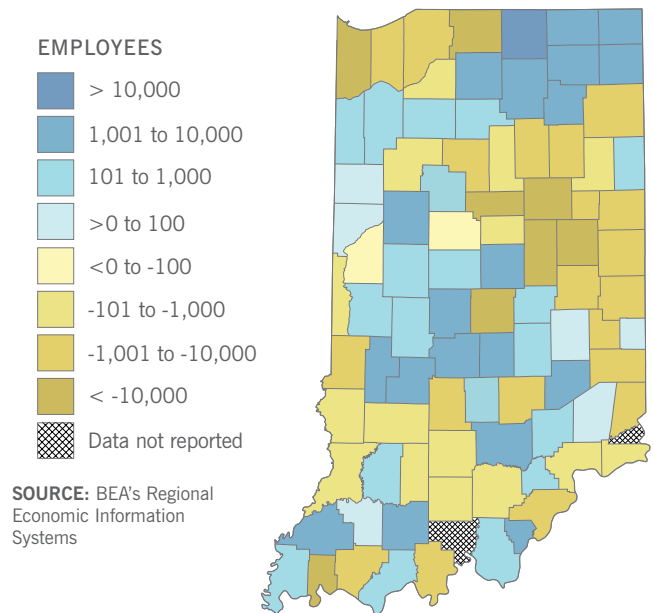 EMPLOYEES
> 10,000
1,001 to 10,000
101 to 1,000
>0 to 100
<0 to -100
-101 to -1,000
-1,001 to -10,000
< -10,000
Data not reported
SOURCE: BEA's Regional
Economic Information
Systems